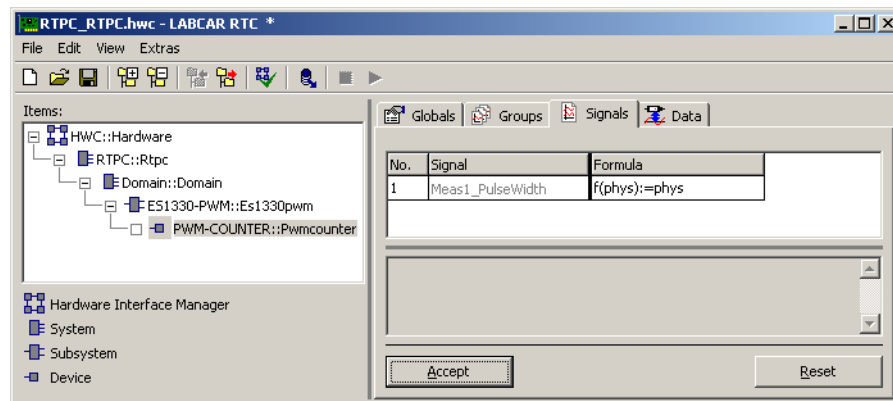 RTPC_RTPC.hwc - LABCAR RTC *
File Edit View Extras
Items:
HWC::Hardware
RTPC::Rtpc
Domain::Domain
ES1330-PWM::Es1330pwm
PWM-COUNTER::Pwmcounter
Hardware Interface Manager
System
Subsystem
Device
Globals Groups Signals Data
No. Signal Formula
1 Meas1_PulseWidth f(phys):=phys
Accept Reset